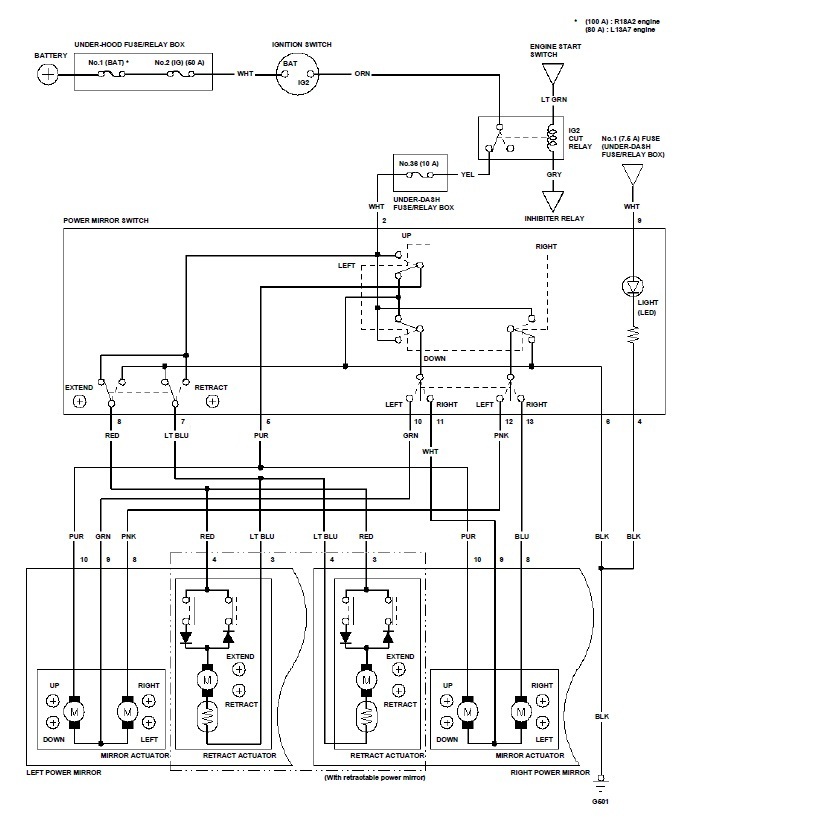 * (100 A) : R18A2 engine
(80 A) : L13A7 engine
UNDER-HOOD FUSE/RELAY BOX
IGNITION SWITCH
ENGINE START
SWITCH
BATTERY
No.1 (BAT) *
No.2 (IG) (50 A)
WHT
BAT
IG2
ORN
LT GRN
IG2
CUT
RELAY
No.1 (7.5 A) FUSE
(UNDER-DASH
FUSE/RELAY BOX)
No.36 (10 A)
YEL
GRY
UNDER-DASH
FUSE/RELAY BOX
WHT
INHIBITER RELAY
WHT
POWER MIRROR SWITCH
2
9
UP
RIGHT
LEFT
LIGHT
(LED)
DOWN
EXTEND
RETRACT
LEFT
RIGHT
LEFT
RIGHT
8
7
5
10
11
12
13
6
4
RED
LT BLU
PUR
GRN
PNK
WHT
PUR
GRN
PNK
RED
LT BLU
LT BLU
RED
PUR
BLU
BLK
BLK
10
9
8
4
3
4
3
10
9
8
EXTEND
RETRACT
EXTEND
RETRACT
UP
RIGHT
M
M
UP
RIGHT
M
M
M
M
DOWN
LEFT
DOWN
LEFT
BLK
MIRROR ACTUATOR
RETRACT ACTUATOR
RETRACT ACTUATOR
MIRROR ACTUATOR
LEFT POWER MIRROR
(With retractable power mirror)
RIGHT POWER MIRROR
G501